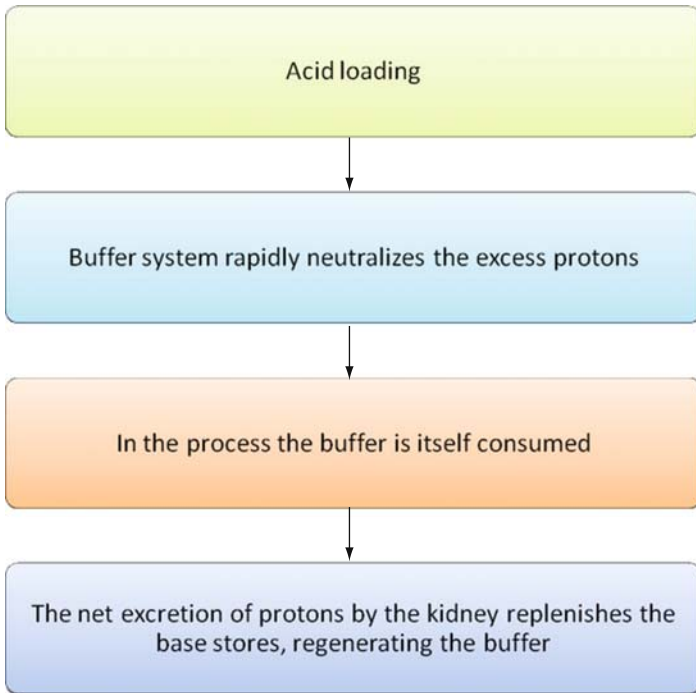 Acid loading
Buffer system rapidly neutralizes the excess protons
In the process the buffer is itself consumed
The net excretion of protons by the kidney replenishes the
base stores, regenerating the buffer